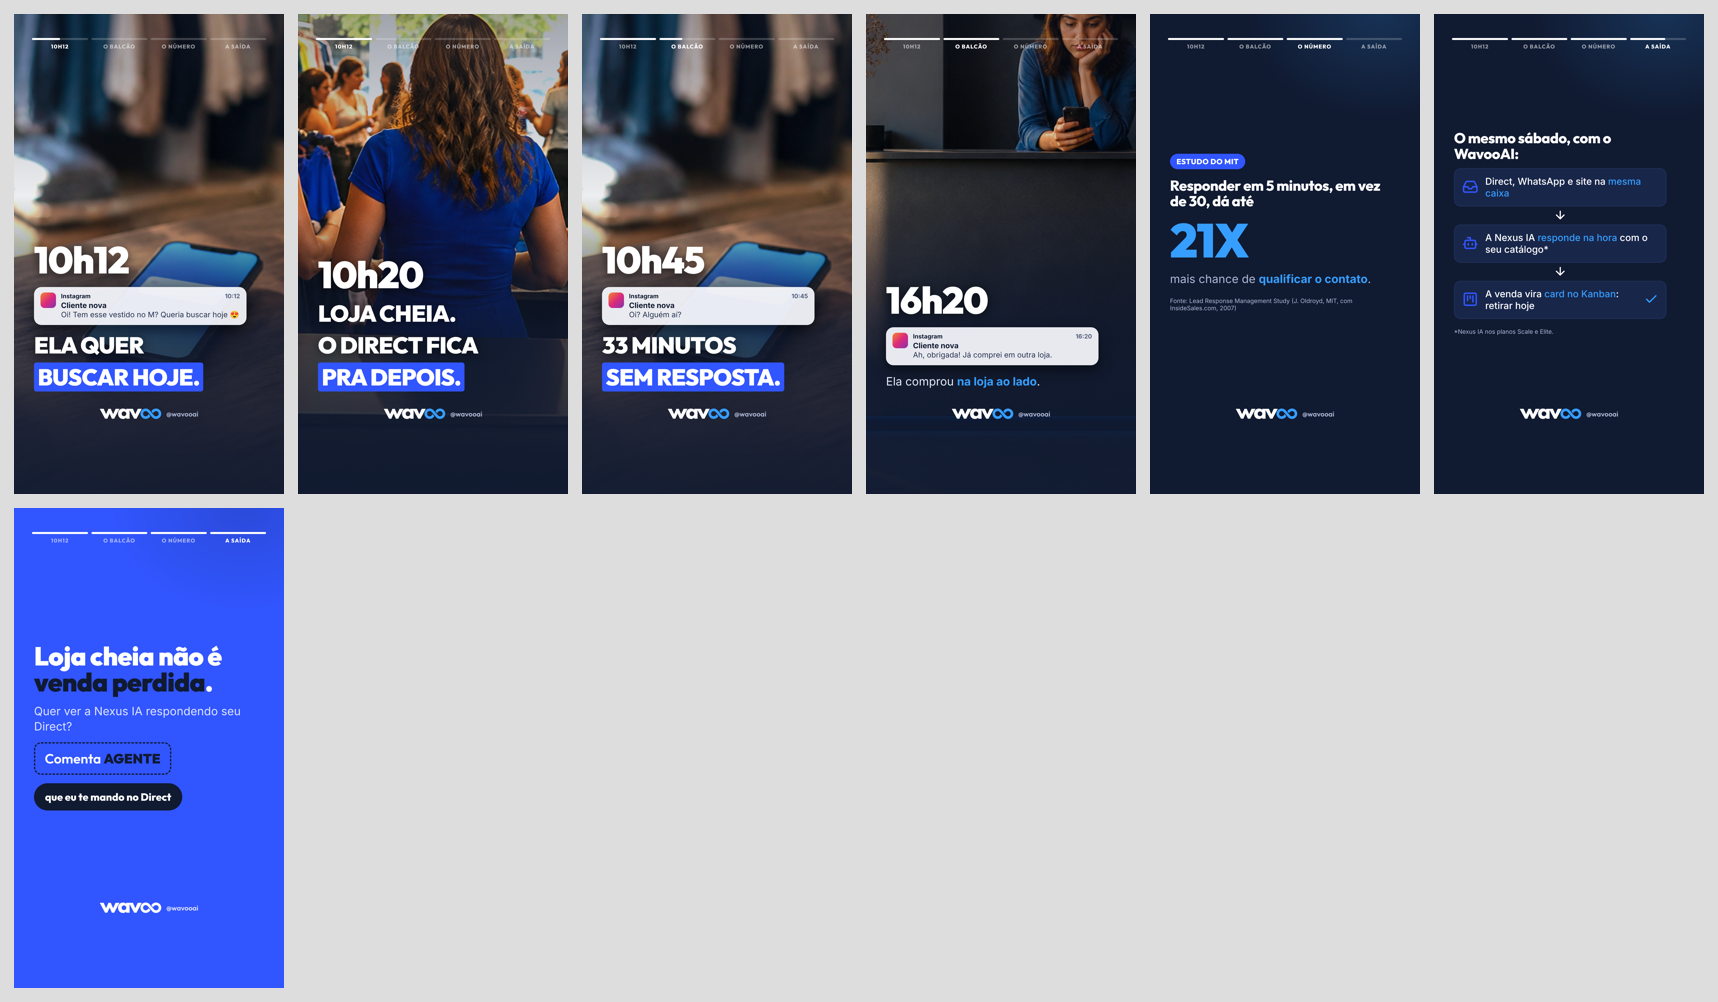 10H12 O BALCÃO O NÚMERO A SAÍDA
10h12
Instagram 10:12
Cliente nova
Oi! Tem esse vestido no M? Queria buscar hoje 😍
ELA QUER
BUSCAR HOJE.
wavoo @wavooai
10H12 O BALCÃO O NÚMERO A SAÍDA
10h20
LOJA CHEIA.
O DIRECT FICA
PRA DEPOIS.
wavoo @wavooai
10H12 O BALCÃO O NÚMERO A SAÍDA
10h45
Instagram 10:45
Cliente nova
Oi? Alguém aí?
33 MINUTOS
SEM RESPOSTA.
wavoo @wavooai
10H12 O BALCÃO O NÚMERO A SAÍDA
16h20
Instagram 16:20
Cliente nova
Ah, obrigada! Já comprei em outra loja.
Ela comprou na loja ao lado.
wavoo @wavooai
10H12 O BALCÃO O NÚMERO A SAÍDA
ESTUDO DO MIT
Responder em 5 minutos, em vez
de 30, dá até
21X
mais chance de qualificar o contato.
Fonte: Lead Response Management Study (J. Oldroyd, MIT, com
InsideSales.com, 2007)
wavoo @wavooai
10H12 O BALCÃO O NÚMERO A SAÍDA
O mesmo sábado, com o
WavooAI:
Direct, WhatsApp e site na mesma
caixa
A Nexus IA responde na hora com o
seu catálogo*
A venda vira card no Kanban:
retirar hoje
*Nexus IA nos planos Scale e Elite.
wavoo @wavooai
10H12 O BALCÃO O NÚMERO A SAÍDA
Loja cheia não é
venda perdida.
Quer ver a Nexus IA respondendo seu
Direct?
Comenta AGENTE
que eu te mando no Direct
wavoo @wavooai